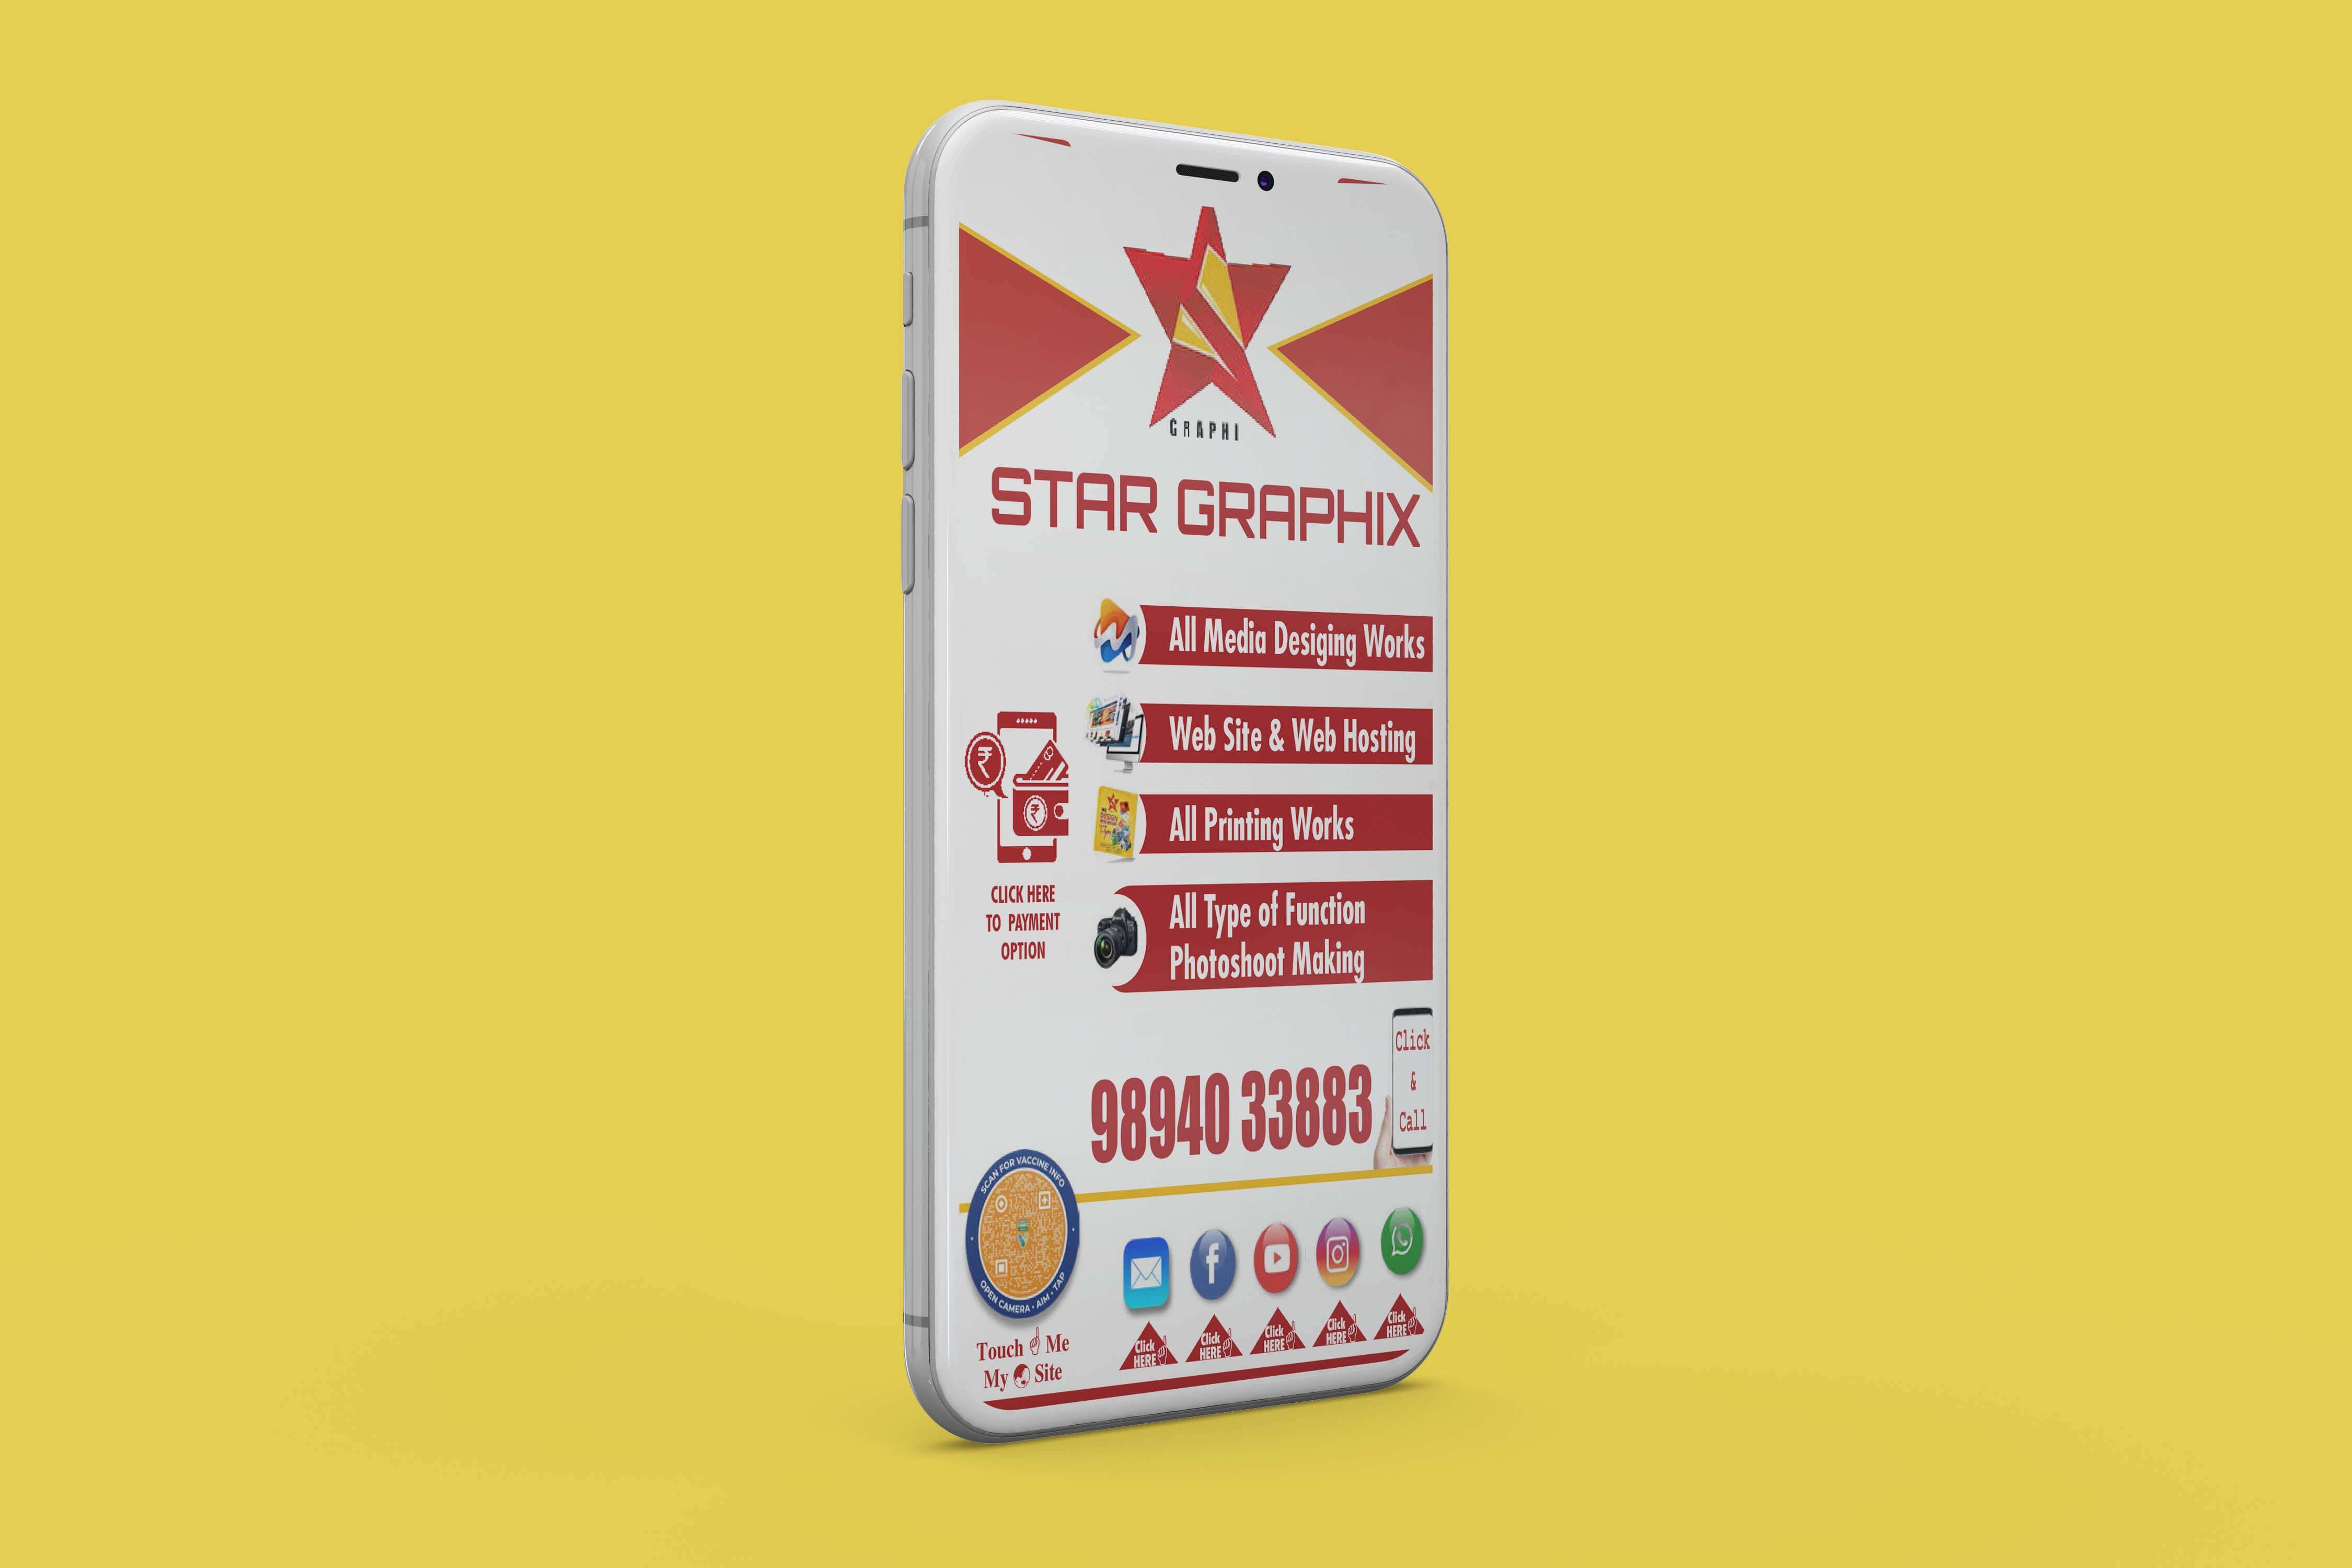 GRAPHI
STAR GRAPHIX
All Media Desiging Works
Web Site & Web Hosting
All Printing Works
All Type of Function
Photoshoot Making
CLICK HERE
TO PAYMENT
OPTION
Click
&
Call
98940 33883
SCAN FOR VACCINE INFO
OPEN CAMERA • AIM • TAP
Touch Me
My Site
Click
HERE
Click
HERE
Click
HERE
Click
HERE
Click
HERE